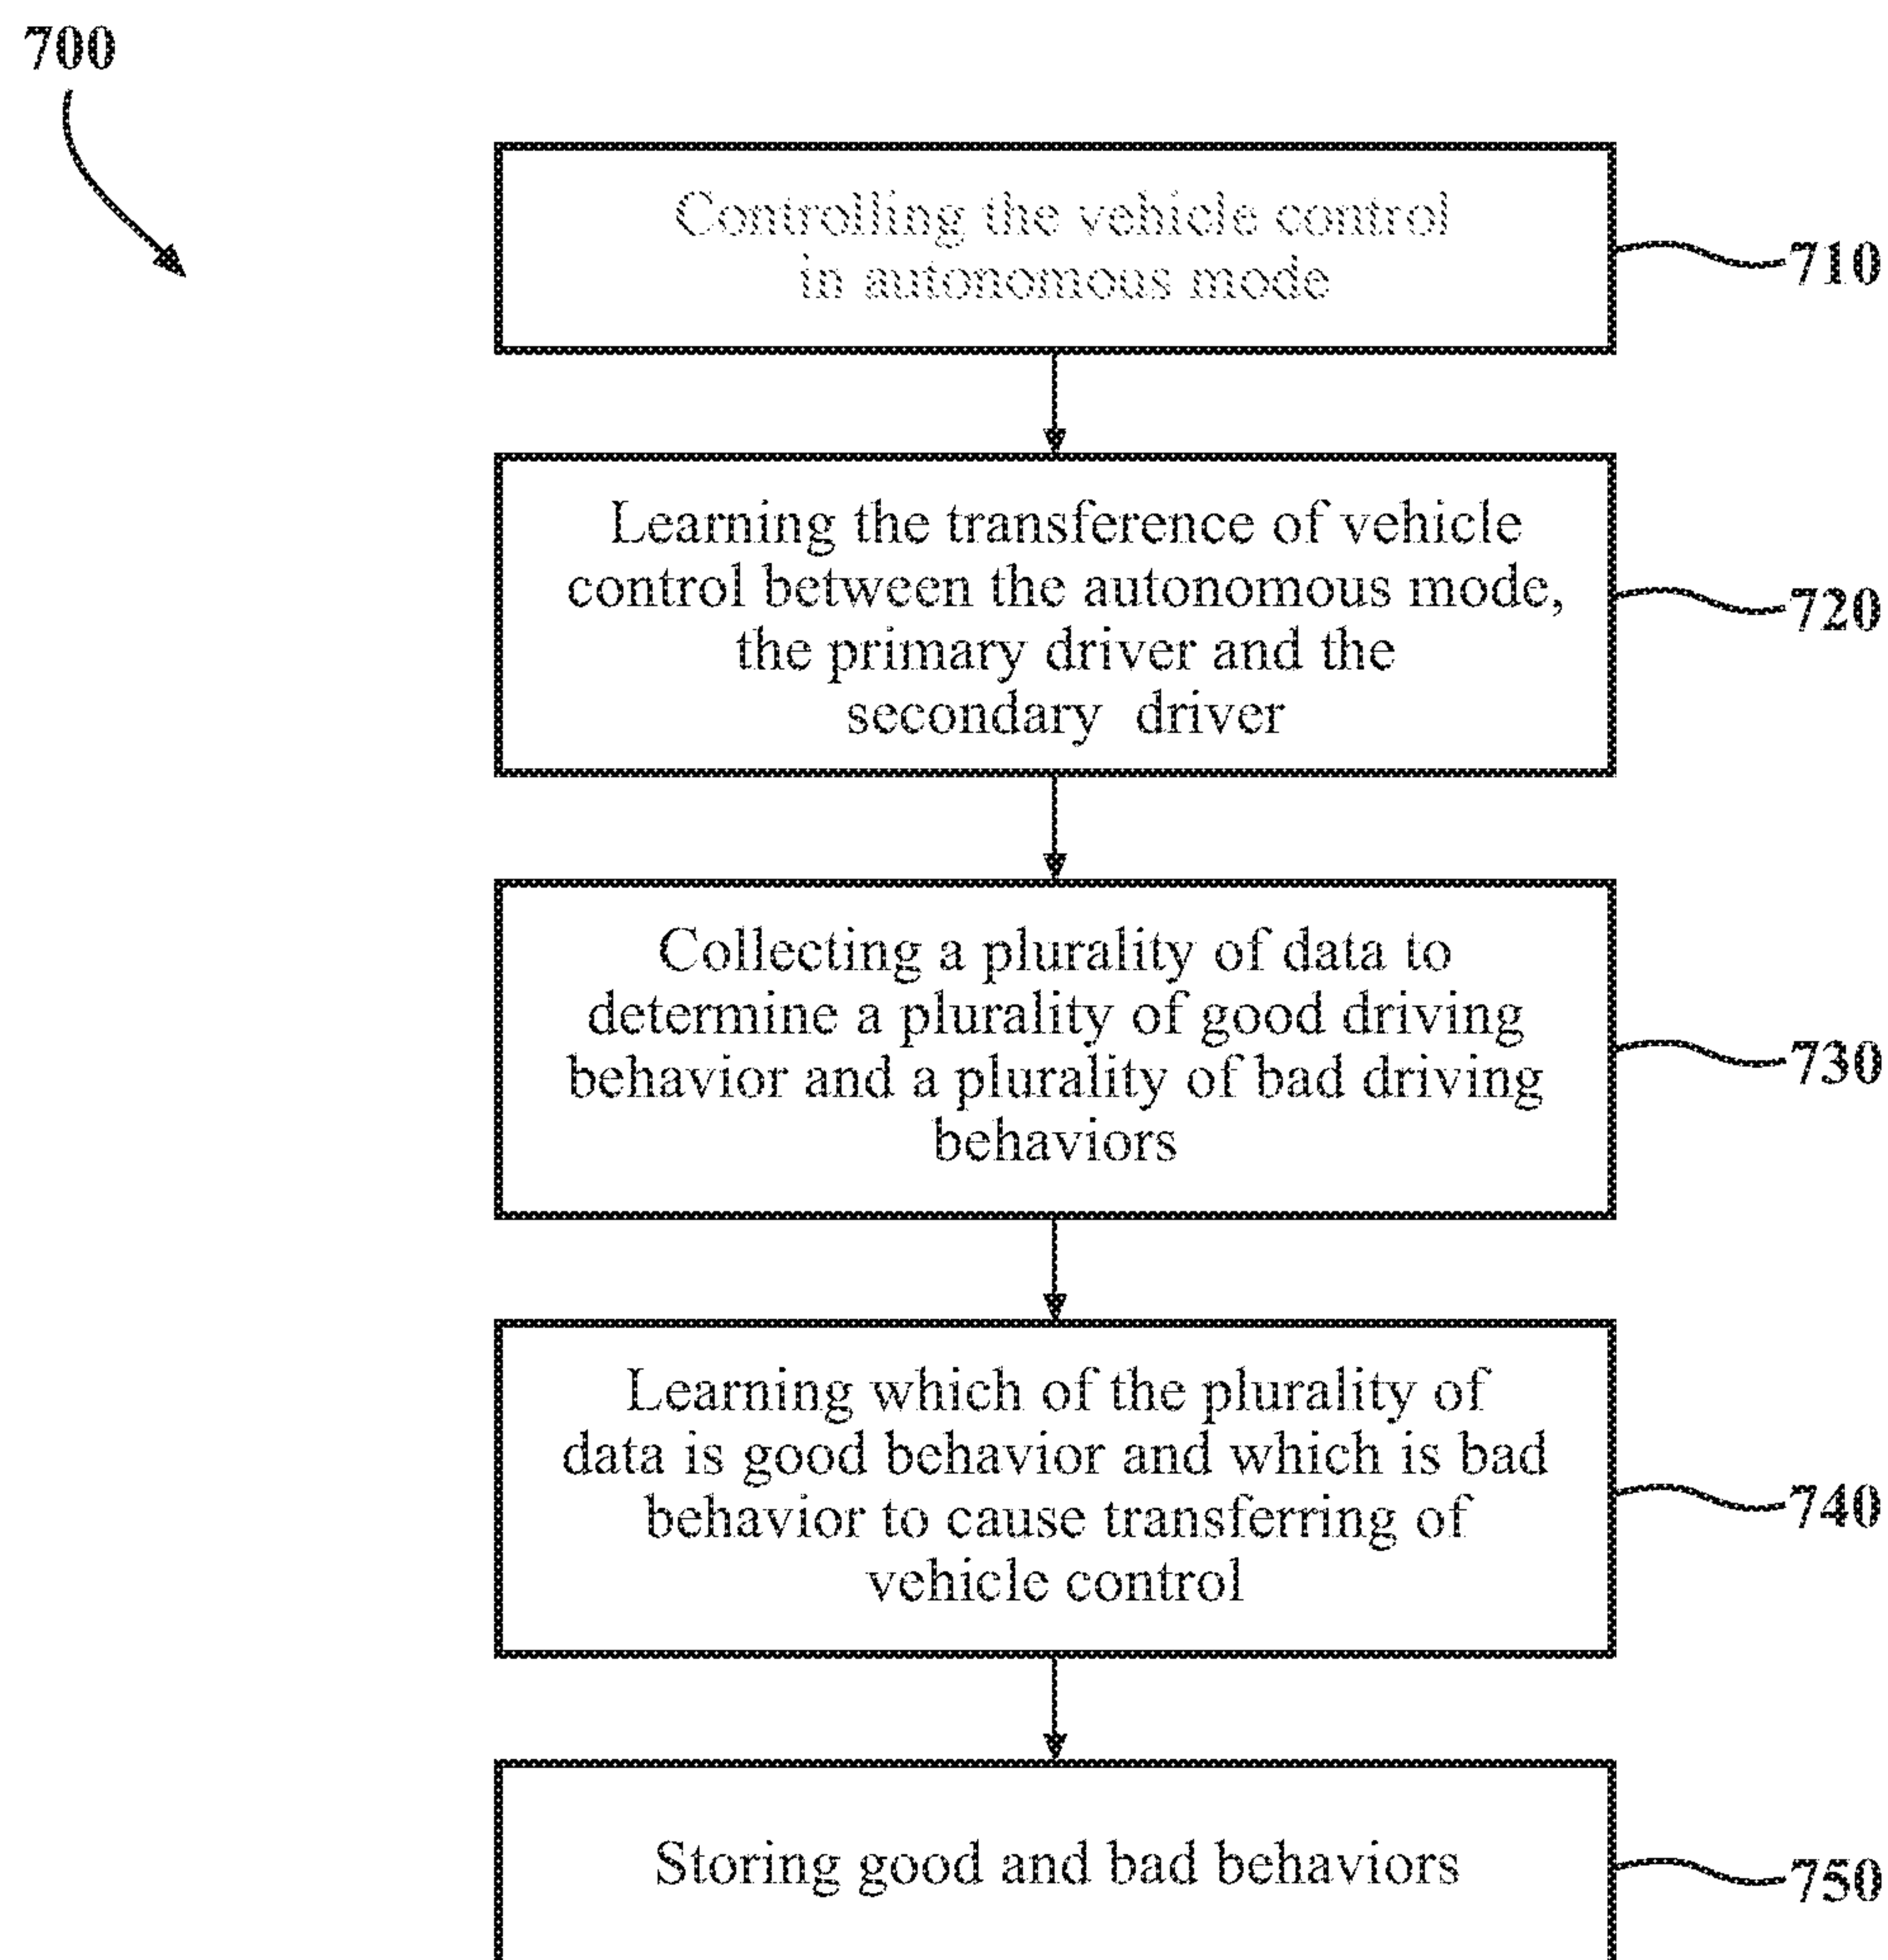 700
Controlling the vehicle control
in autonomous mode
710
Learning the transference of vehicle
control between the autonomous mode,
the primary driver and the
secondary driver
720
Collecting a plurality of data to
determine a plurality of good driving
behavior and a plurality of bad driving
behaviors
730
Learning which of the plurality of
data is good behavior and which is bad
behavior to cause transferring of
vehicle control
740
Storing good and bad behaviors
750